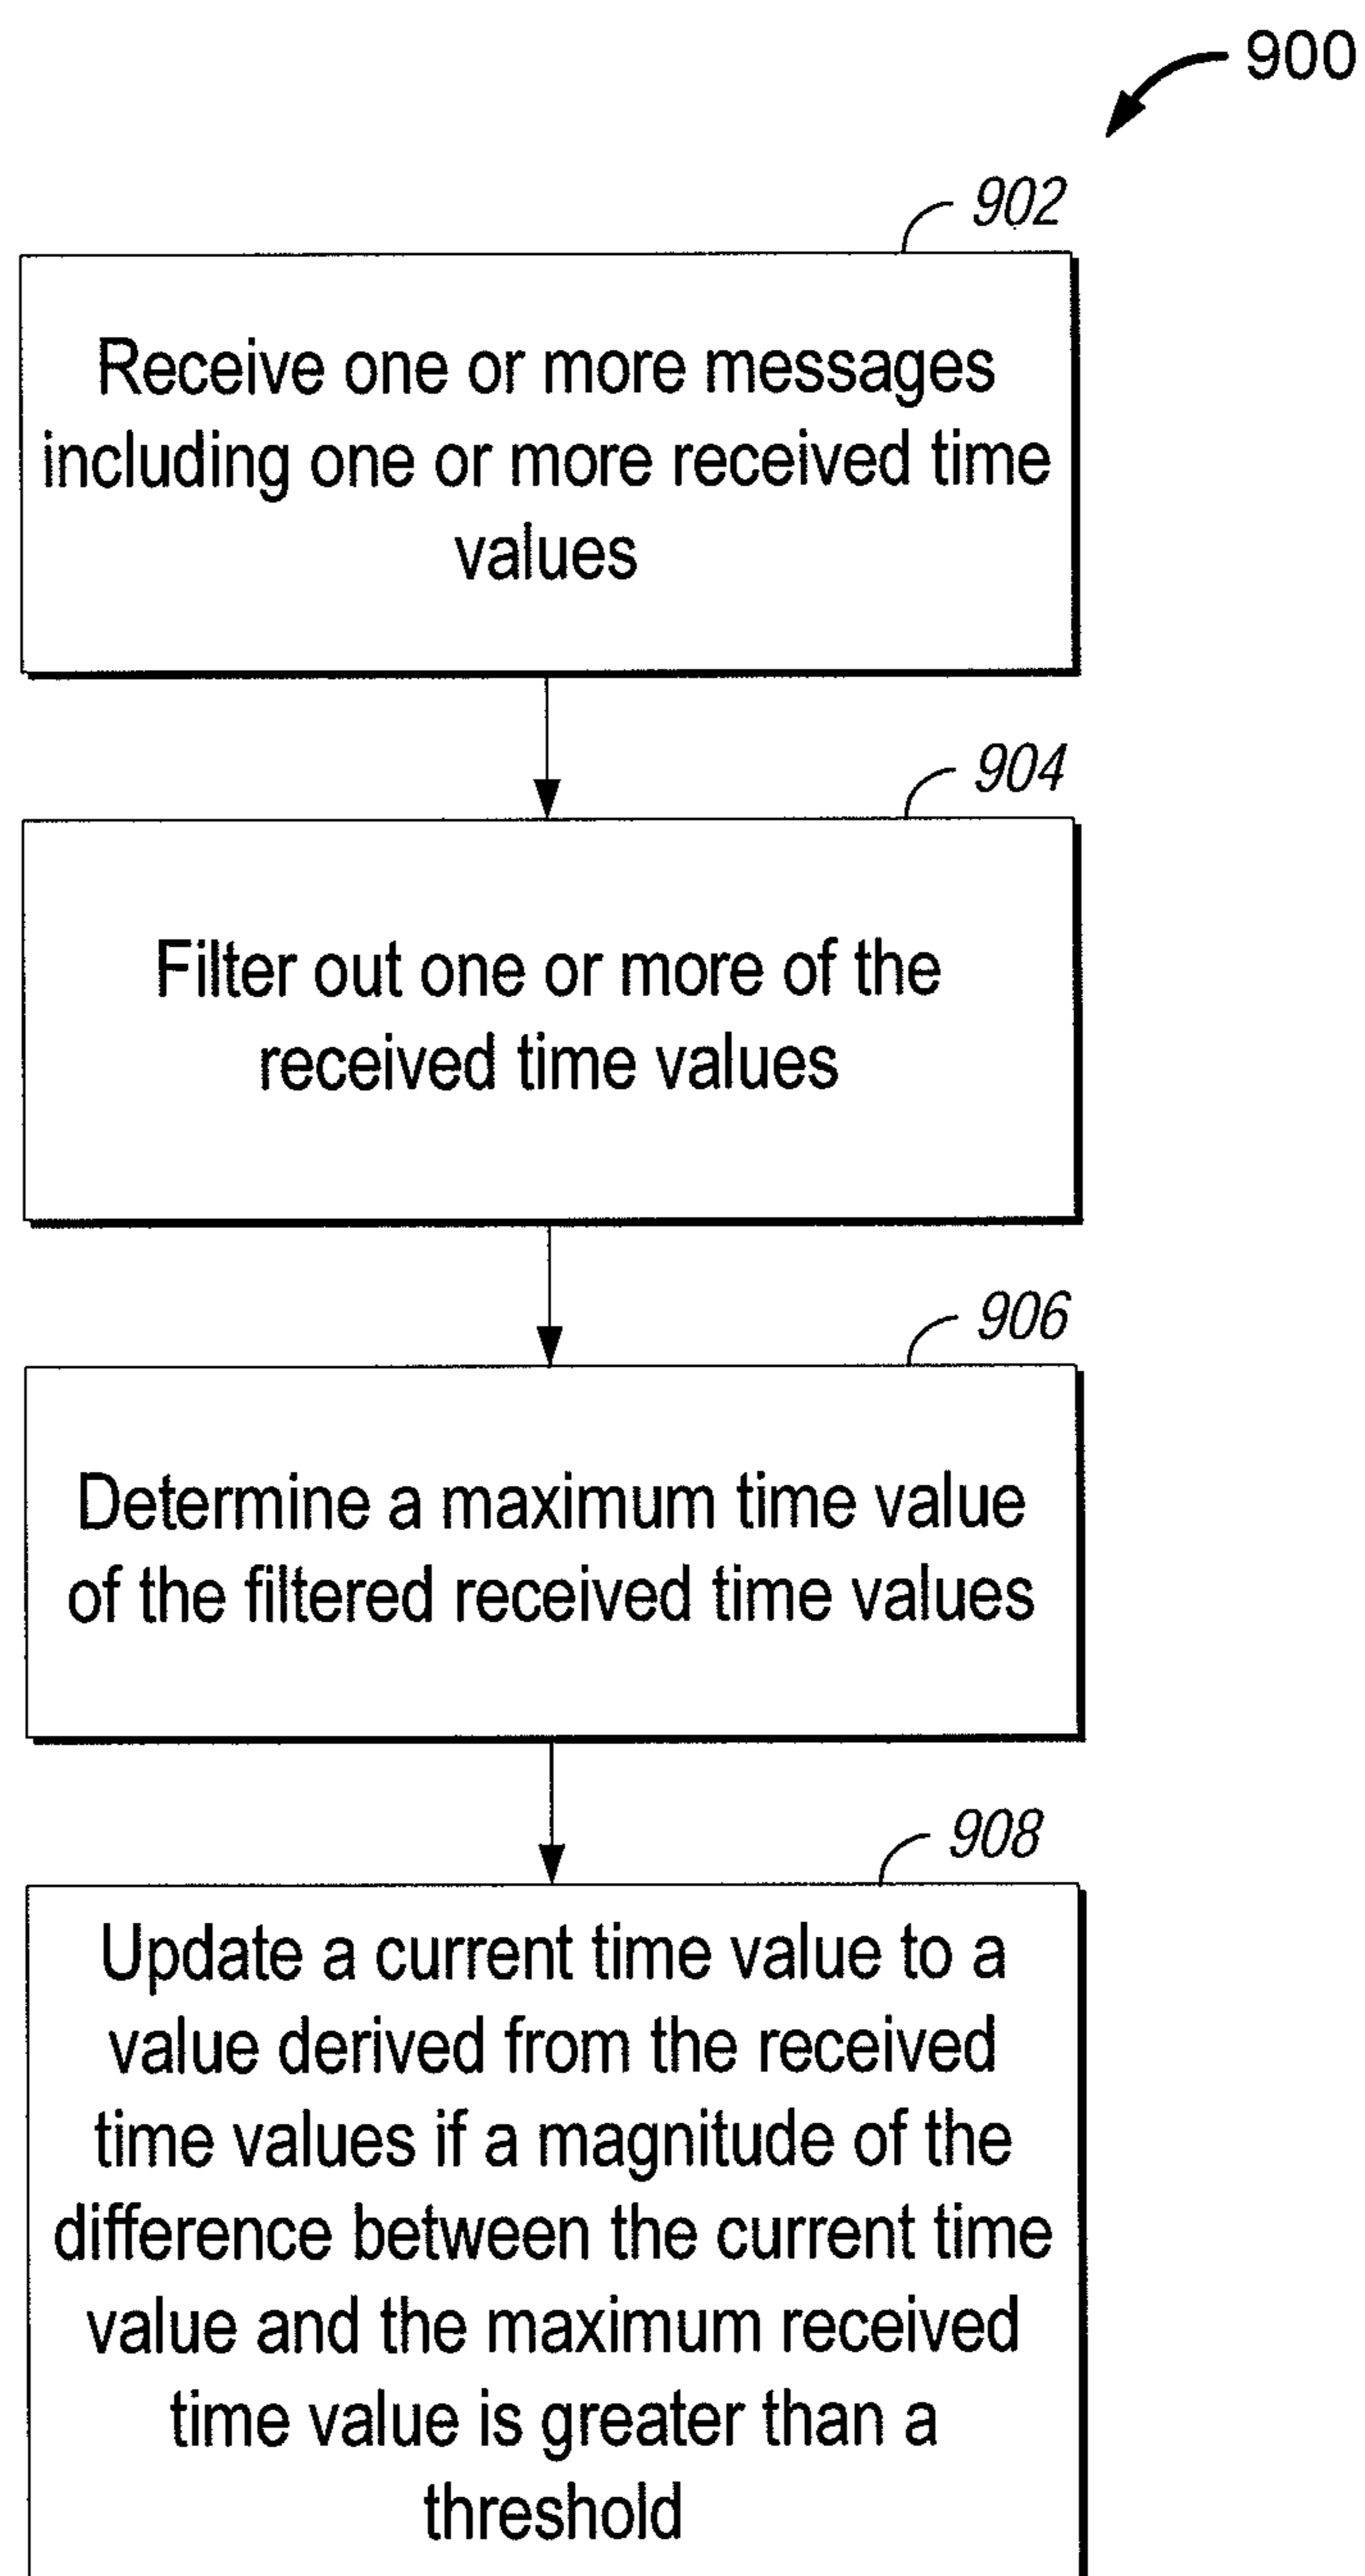 900
902
Receive one or more messages
including one or more received time
values
904
Filter out one or more of the
received time values
906
Determine a maximum time value
of the filtered received time values
908
Update a current time value to a
value derived from the received
time values if a magnitude of the
difference between the current time
value and the maximum received
time value is greater than a
threshold